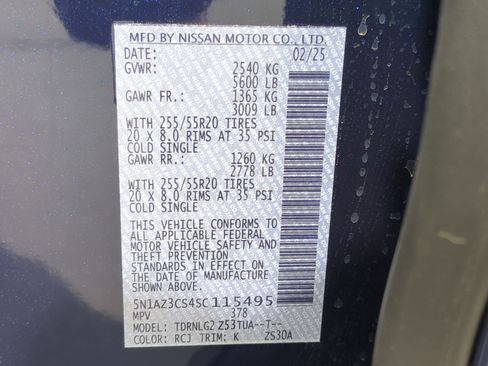 MFD BY NISSAN MOTOR CO., LTD.
DATE: 02/25
GVWR: 2540 KG
5600 LB
GAWR FR.: 1365 KG
3009 LB
WITH 255/55R20 TIRES
20 X 8.0 RIMS AT 35 PSI
COLD SINGLE
GAWR RR.: 1260 KG
2778 LB
WITH 255/55R20 TIRES
20 X 8.0 RIMS AT 35 PSI
COLD SINGLE
THIS VEHICLE CONFORMS TO
ALL APPLICABLE FEDERAL
MOTOR VEHICLE SAFETY AND
THEFT PREVENTION
STANDARDS IN EFFECT ON
THE DATE OF MANUFACTURE
SHOWN ABOVE.
5N1AZ3CS4SC115495
MPV 378
MODEL: TDRNLG2 Z53TUA--T--
COLOR: RCJ TRIM: K ZS30A